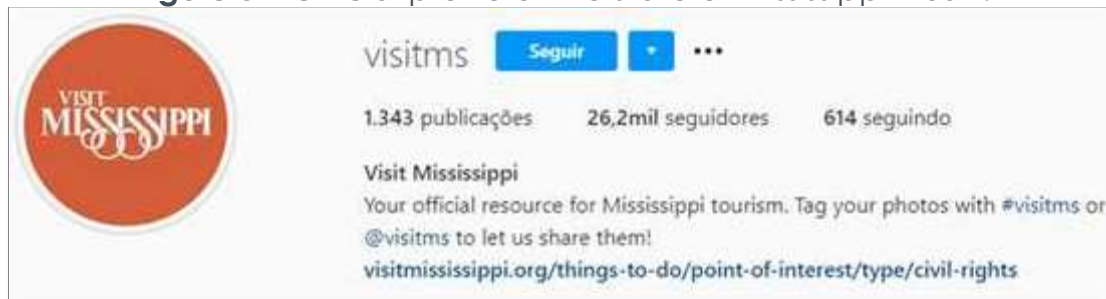 VISIT
MISSISSIPPI
visitms Seguir
1.343 publicações 26,2mil seguidores 614 seguindo
Visit Mississippi
Your official resource for Mississippi tourism. Tag your photos with #visitms or
@visitms to let us share them!
visitmississippi.org/things-to-do/point-of-interest/type/civil-rights